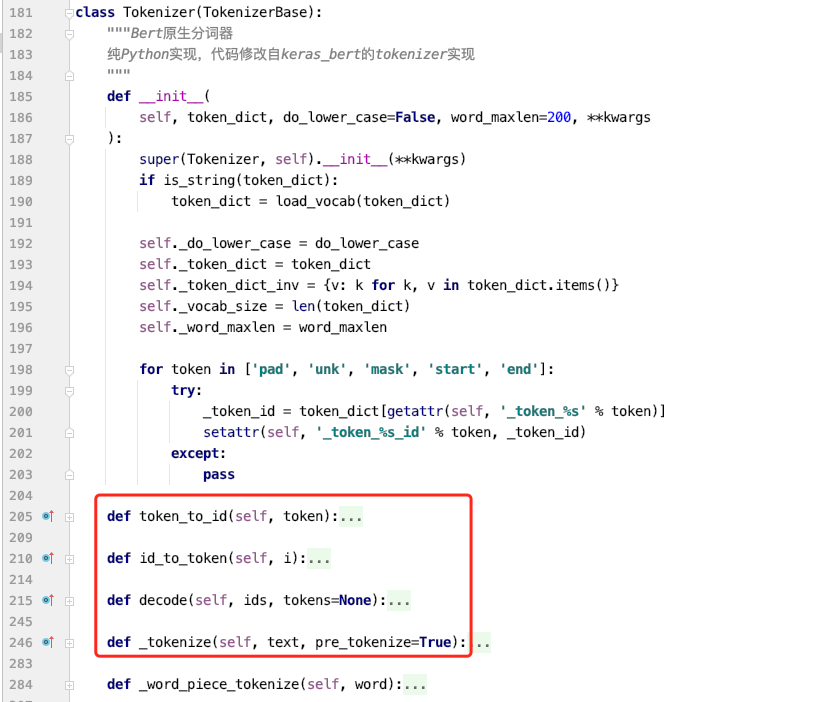 181 class Tokenizer(TokenizerBase):
182     """Bert原生分词器
183     纯Python实现，代码修改自keras_bert的tokenizer实现
184     """
185     def __init__(
186         self, token_dict, do_lower_case=False, word_maxlen=200, **kwargs
187     ):
188         super(Tokenizer, self).__init__(**kwargs)
189         if is_string(token_dict):
190             token_dict = load_vocab(token_dict)
191
192         self._do_lower_case = do_lower_case
193         self._token_dict = token_dict
194         self._token_dict_inv = {v: k for k, v in token_dict.items()}
195         self._vocab_size = len(token_dict)
196         self._word_maxlen = word_maxlen
197
198         for token in ['pad', 'unk', 'mask', 'start', 'end']:
199             try:
200                 _token_id = token_dict[getattr(self, '_token_%s' % token)]
201                 setattr(self, '_token_%s_id' % token, _token_id)
202             except:
203                 pass
204
205     def token_to_id(self, token):...
209
210     def id_to_token(self, i):...
214
215     def decode(self, ids, tokens=None):...
245
246     def _tokenize(self, text, pre_tokenize=True):..
283
284     def _word_piece_tokenize(self, word):...